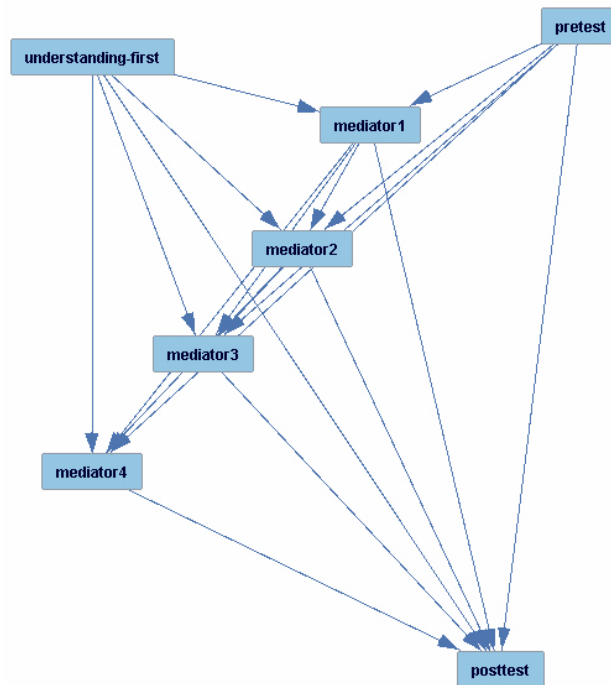 pretest
understanding-first
mediator1
mediator2
mediator3
mediator4
posttest